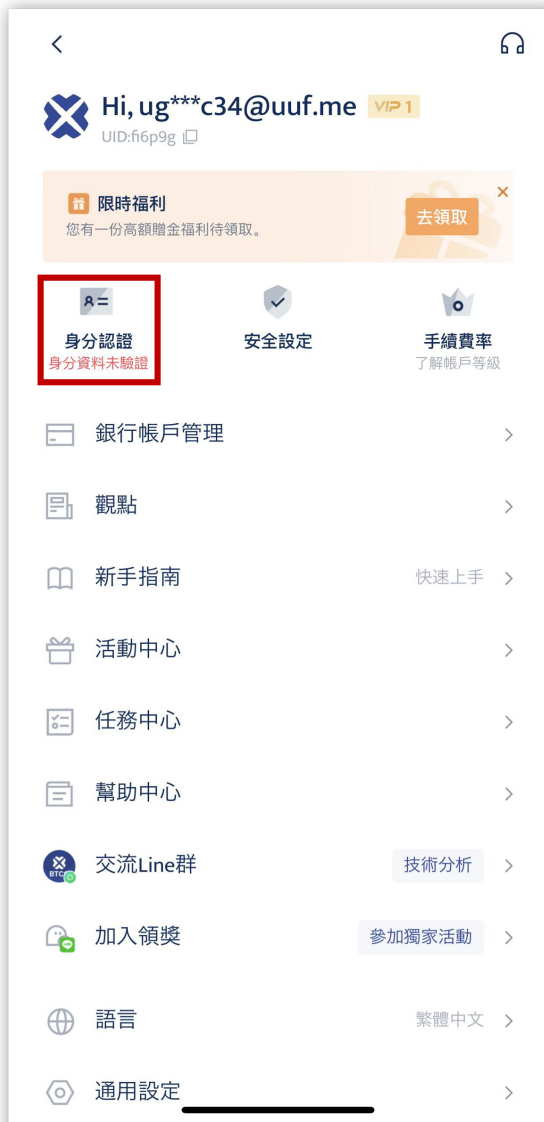 Hi, ug***c34@uuf.me VIP 1
UID:fi6p9g
限時福利
您有一份高額贈金福利待領取。
去領取
身分認證
身分資料未驗證
安全設定
手續費率
了解帳戶等級
銀行帳戶管理
觀點
新手指南 快速上手
活動中心
任務中心
幫助中心
BTC
交流Line群 技術分析
加入領獎 參加獨家活動
語言 繁體中文
通用設定